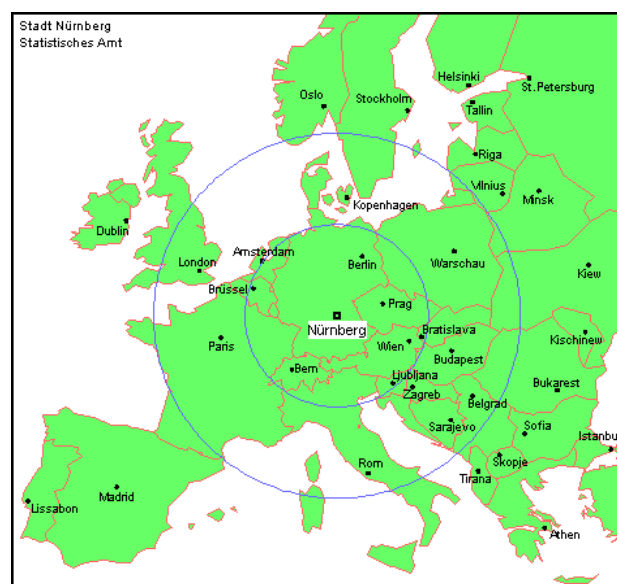 Stadt Nürnberg
Statistisches Amt
Helsinki
St.Petersburg
Oslo
Stockholm
Tallin
Riga
Vilnius
Minsk
Kopenhagen
Dublin
Amsterdam
London
Berlin
Warschau
Kiew
Brüssel
Prag
Nürnberg
Paris
Wien
Bratislava
Budapest
Kischinew
Bern
Ljubljana
Zagreb
Bukarest
Belgrad
Sarajevo
Sofia
Istanbu
Skopje
Rom
Tirana
Madrid
Lissabon
Athen